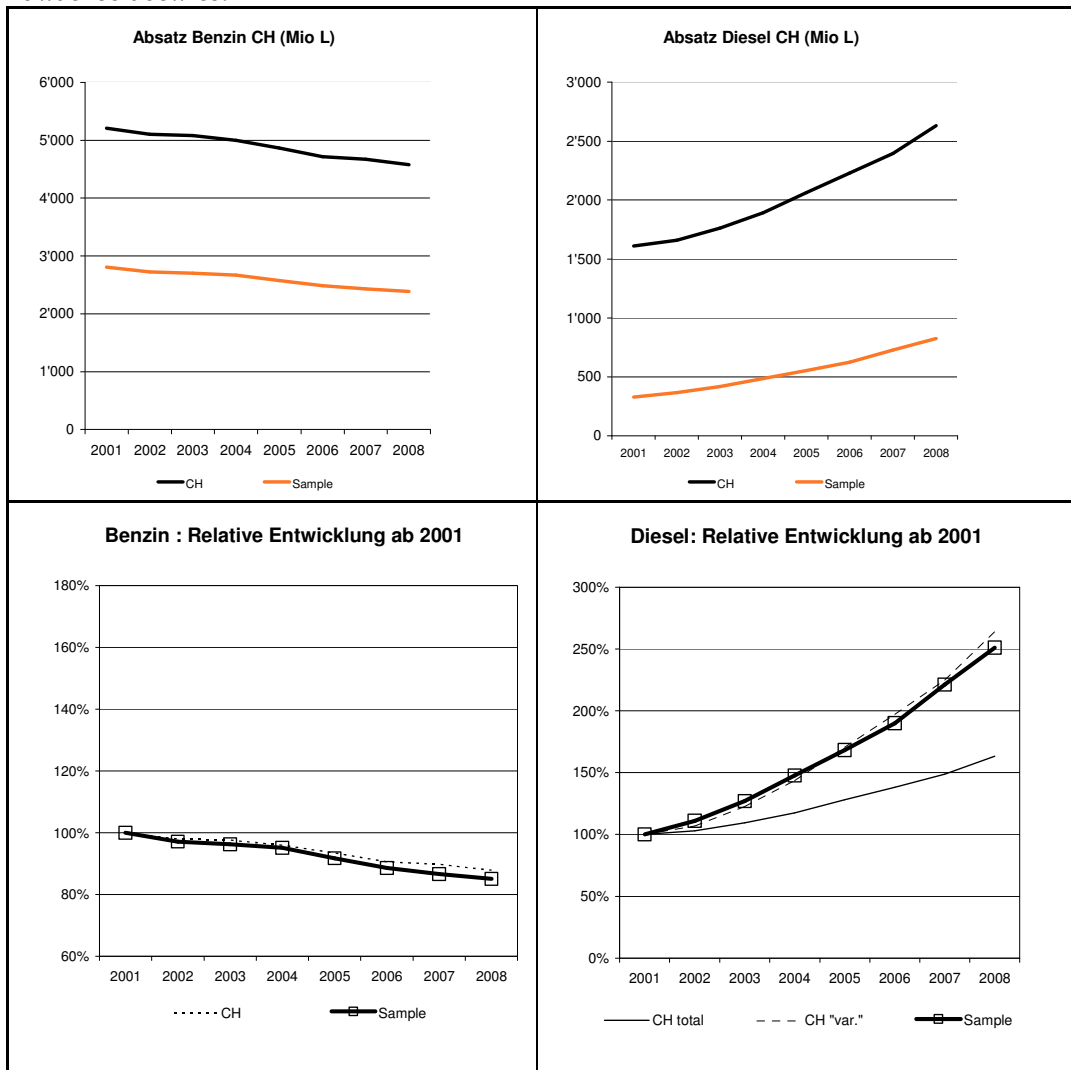 Absatz Benzin CH (Mio L)
6'000
5'000
4'000
3'000
2'000
1'000
0
2001 2002 2003 2004 2005 2006 2007 2008
CH Sample
Absatz Diesel CH (Mio L)
3'000
2'500
2'000
1'500
1'000
500
0
2001 2002 2003 2004 2005 2006 2007 2008
CH Sample
Benzin : Relative Entwicklung ab 2001
180%
160%
140%
120%
100%
80%
60%
2001 2002 2003 2004 2005 2006 2007 2008
CH Sample
Diesel: Relative Entwicklung ab 2001
300%
250%
200%
150%
100%
50%
0%
2001 2002 2003 2004 2005 2006 2007 2008
CH total CH "var." Sample